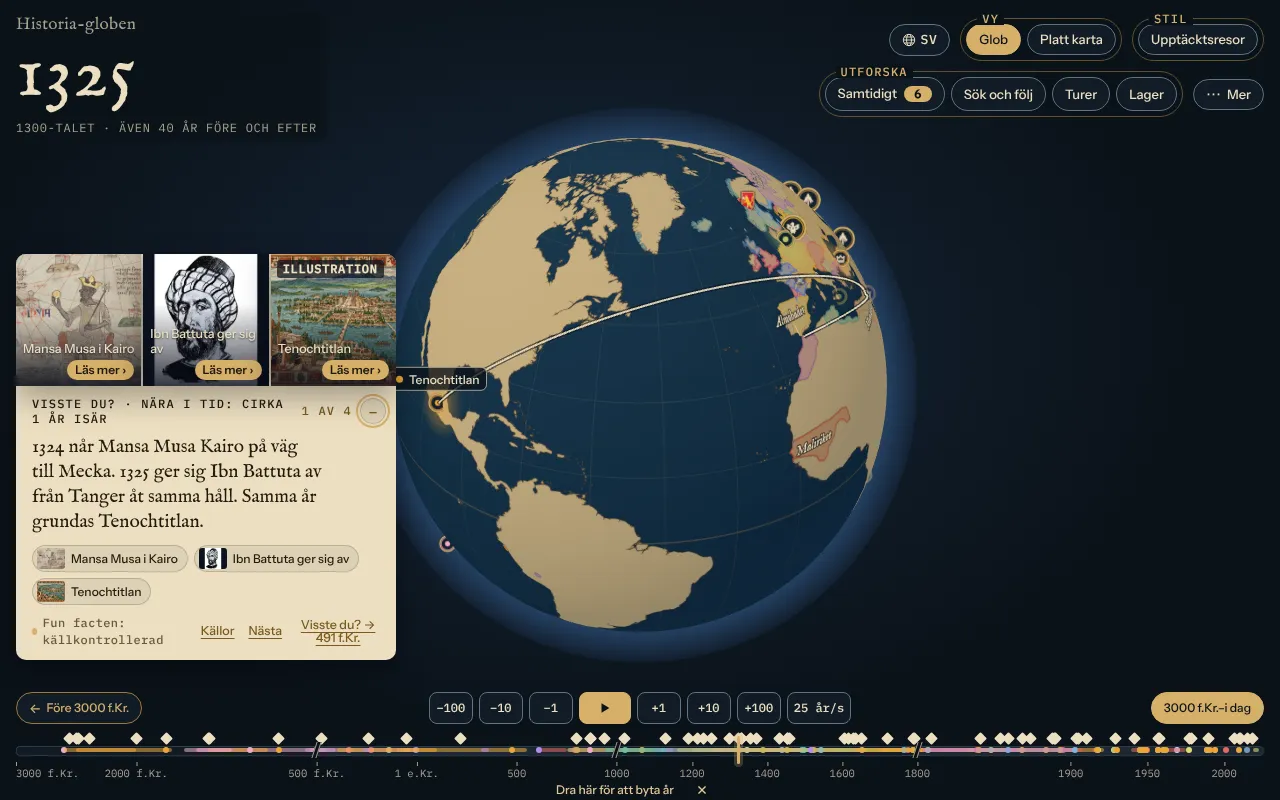 Historia-globen
1325
1300-TALET · ÄVEN 40 ÅR FÖRE OCH EFTER
SV
VY
Glob
Platt karta
STIL
Upptäcktsresor
UTFORSKA
Samtidigt 6
Sök och följ
Turer
Lager
··· Mer
Mansa Musa i Kairo
Läs mer ›
Ibn Battuta ger sig
av
Läs mer ›
ILLUSTRATION
Tenochtitlan
Läs mer ›
VISSTE DU? · NÄRA I TID: CIRKA
1 ÅR ISÄR
1 AV 4
–
1324 når Mansa Musa Kairo på väg
till Mecka. 1325 ger sig Ibn Battuta av
från Tanger åt samma håll. Samma år
grundas Tenochtitlan.
Mansa Musa i Kairo
Ibn Battuta ger sig av
Tenochtitlan
Fun facten:
källkontrollerad
Källor
Nästa
Visste du? →
491 f.Kr.
Tenochtitlan
Maliriket
← Före 3000 f.Kr.
−100
−10
−1
+1
+10
+100
25 år/s
3000 f.Kr.–i dag
3000 f.Kr.
2000 f.Kr.
500 f.Kr.
1 e.Kr.
500
1000
1200
1400
1600
1800
1900
1950
2000
Dra här för att byta år ×